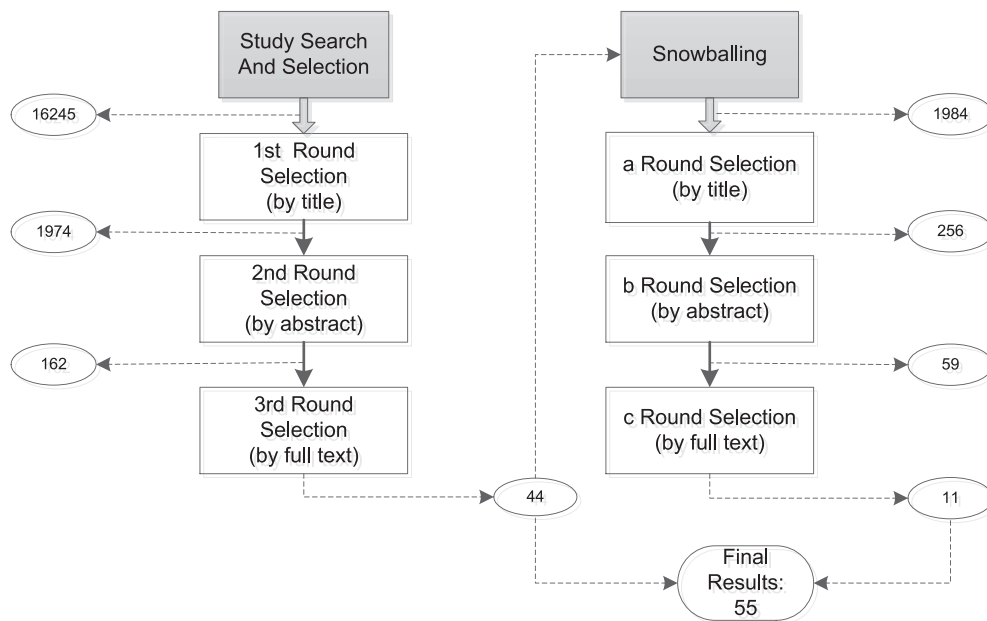 Study Search
And Selection
16245
1st Round
Selection
(by title)
1974
2nd Round
Selection
(by abstract)
162
3rd Round
Selection
(by full text)
44
Snowballing
1984
a Round Selection
(by title)
256
b Round Selection
(by abstract)
59
c Round Selection
(by full text)
11
Final
Results:
55